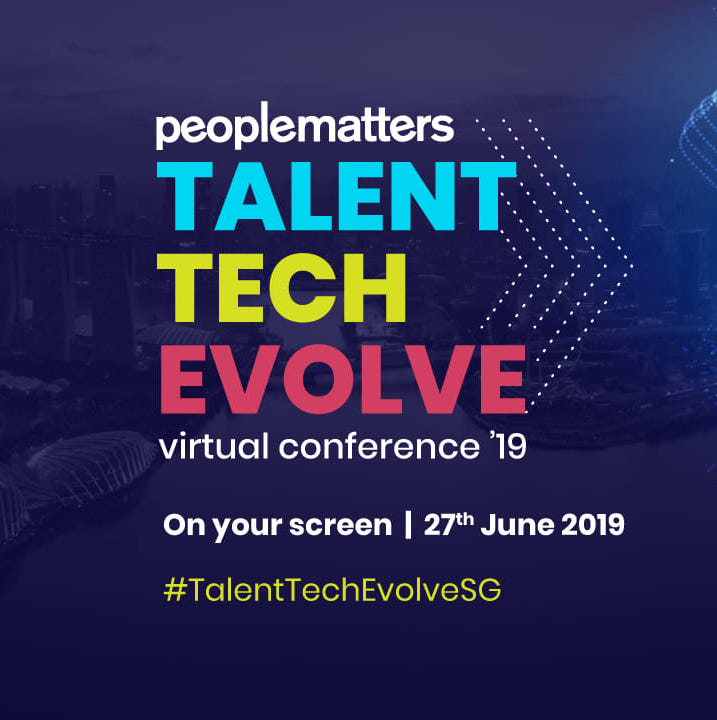 peoplematters
TALENT
TECH
EVOLVE
virtual conference ’19
On your screen | 27th June 2019
#TalentTechEvolveSG